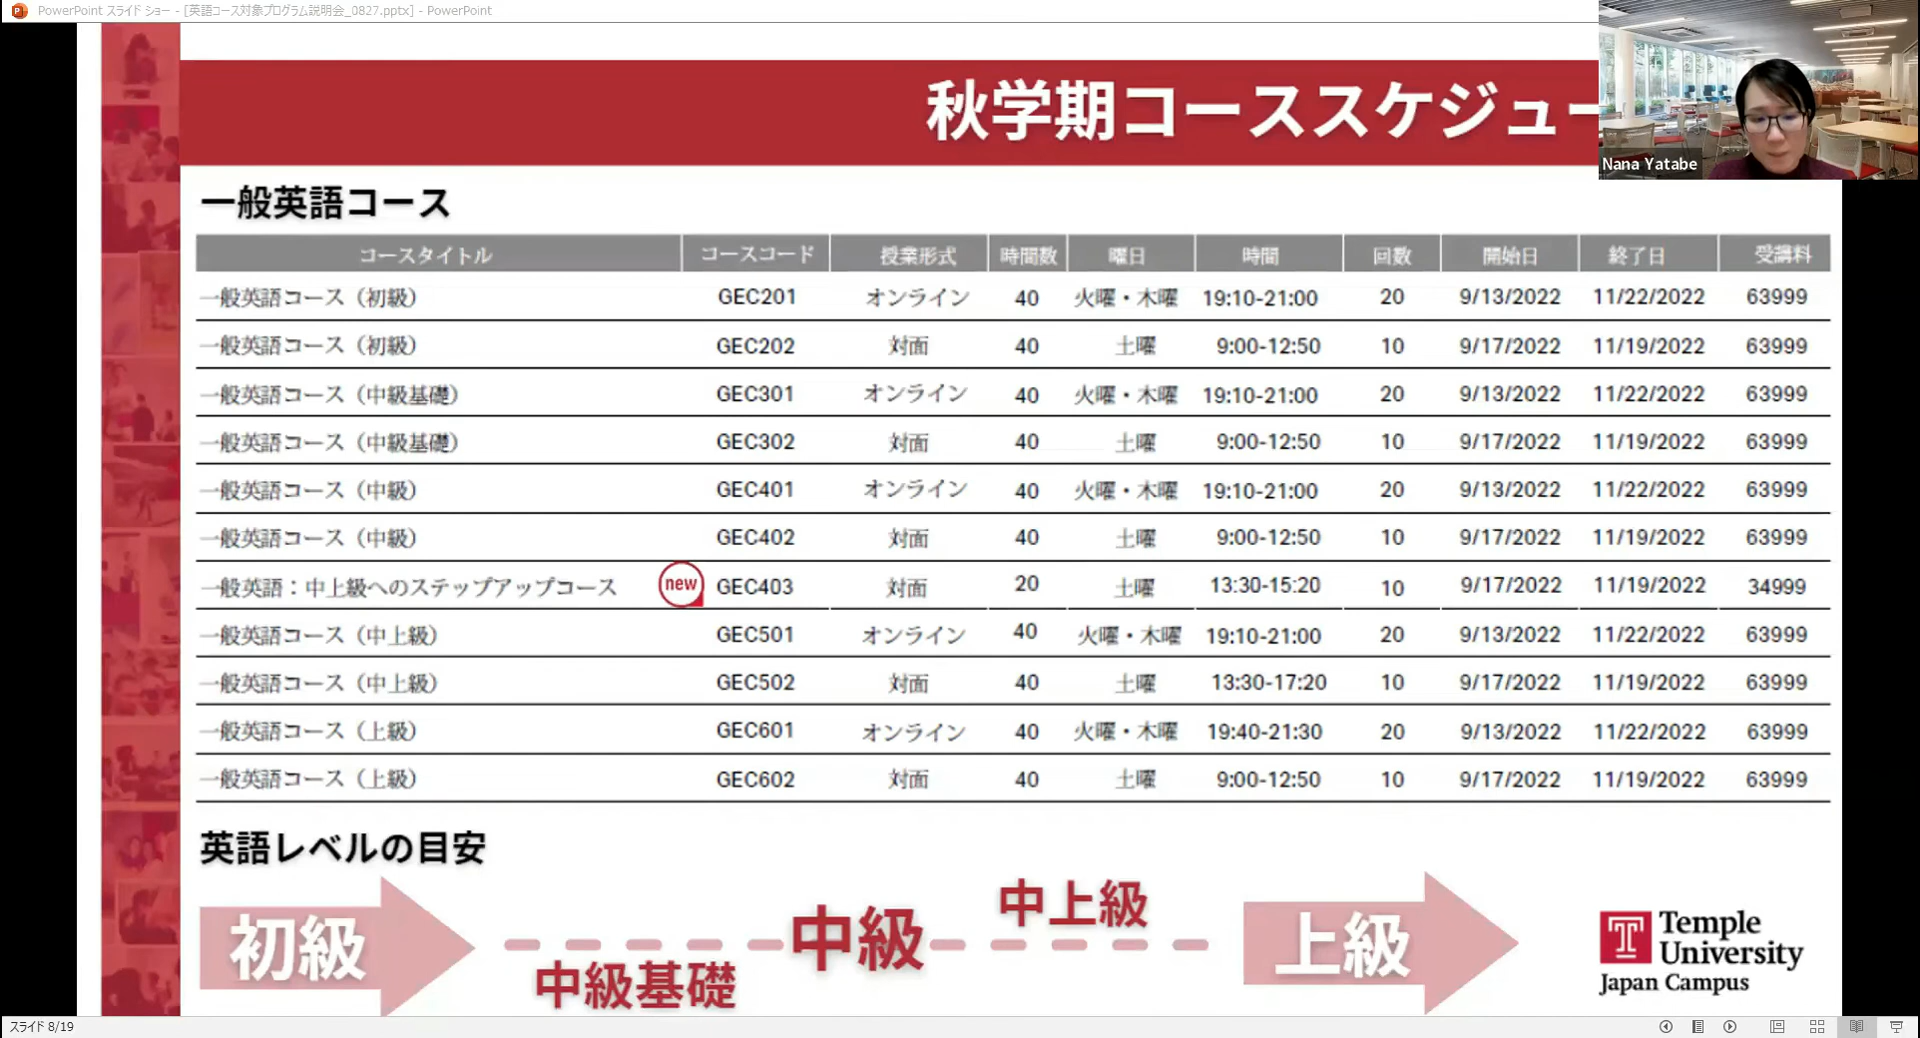 PowerPoint スライド ショー - [英語コース対象プログラム説明会_0827.pptx] - PowerPoint
秋学期コーススケジュー
Nana Yatabe
一般英語コース
コースタイトル コースコード 授業形式 時間数 曜日 時間 回数 開始日 終了日 受講料
一般英語コース（初級） GEC201 オンライン 40 火曜・木曜 19:10-21:00 20 9/13/2022 11/22/2022 63999
一般英語コース（初級） GEC202 対面 40 土曜 9:00-12:50 10 9/17/2022 11/19/2022 63999
一般英語コース（中級基礎） GEC301 オンライン 40 火曜・木曜 19:10-21:00 20 9/13/2022 11/22/2022 63999
一般英語コース（中級基礎） GEC302 対面 40 土曜 9:00-12:50 10 9/17/2022 11/19/2022 63999
一般英語コース（中級） GEC401 オンライン 40 火曜・木曜 19:10-21:00 20 9/13/2022 11/22/2022 63999
一般英語コース（中級） GEC402 対面 40 土曜 9:00-12:50 10 9/17/2022 11/19/2022 63999
一般英語：中上級へのステップアップコース new GEC403 対面 20 土曜 13:30-15:20 10 9/17/2022 11/19/2022 34999
一般英語コース（中上級） GEC501 オンライン 40 火曜・木曜 19:10-21:00 20 9/13/2022 11/22/2022 63999
一般英語コース（中上級） GEC502 対面 40 土曜 13:30-17:20 10 9/17/2022 11/19/2022 63999
一般英語コース（上級） GEC601 オンライン 40 火曜・木曜 19:40-21:30 20 9/13/2022 11/22/2022 63999
一般英語コース（上級） GEC602 対面 40 土曜 9:00-12:50 10 9/17/2022 11/19/2022 63999
英語レベルの目安
初級
中級基礎
中級
中上級
上級
Temple
University
Japan Campus
スライド 8/19